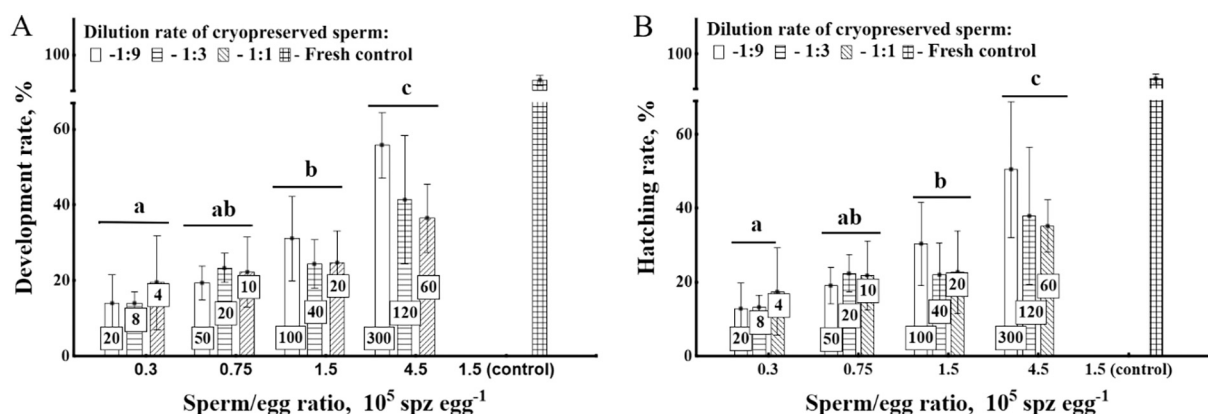 A
Dilution rate of cryopreserved sperm:
-1:9 - 1:3 - 1:1 - Fresh control
100
60
40
20
0
Development rate, %
a
ab
b
c
20
8
4
50
20
10
100
40
20
300
120
60
0.3 0.75 1.5 4.5 1.5 (control)
Sperm/egg ratio, 10⁵ spz egg⁻¹
B
Dilution rate of cryopreserved sperm:
-1:9 - 1:3 - 1:1 - Fresh control
100
60
40
20
0
Hatching rate, %
a
ab
b
c
20
8
4
50
20
10
100
40
20
300
120
60
0.3 0.75 1.5 4.5 1.5 (control)
Sperm/egg ratio, 10⁵ spz egg⁻¹